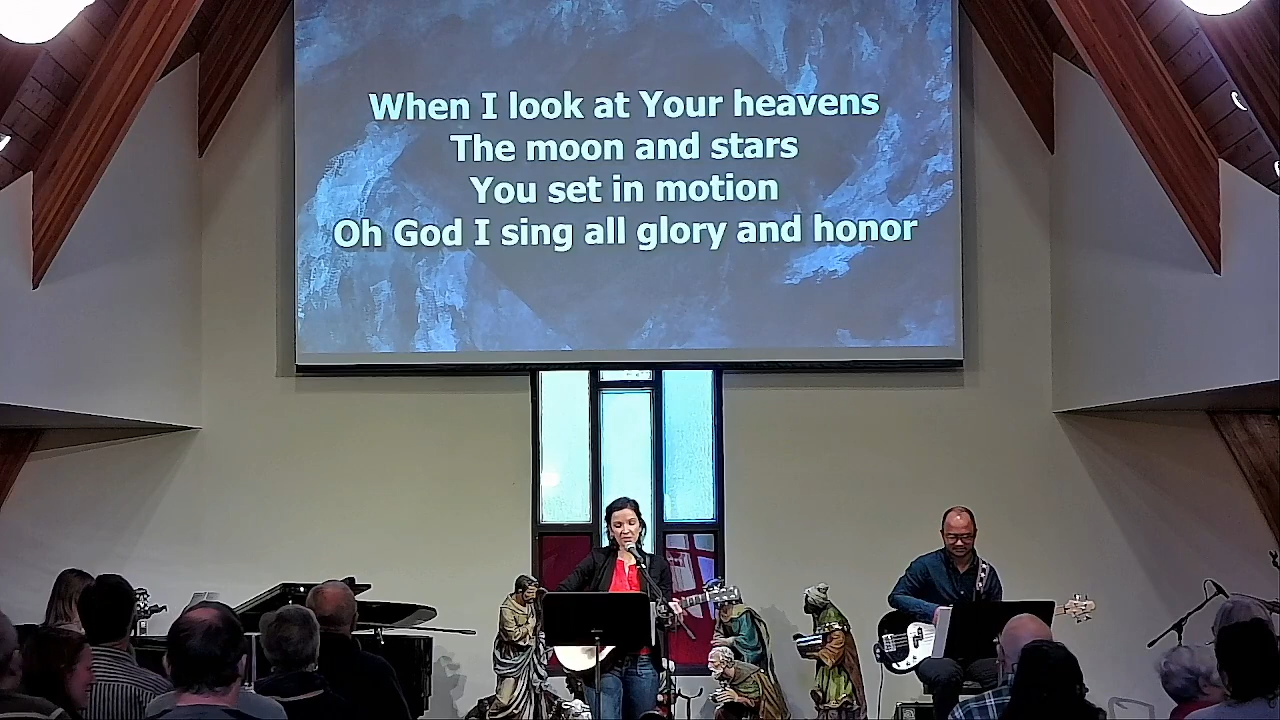 When I look at Your heavens
The moon and stars
You set in motion
Oh God I sing all glory and honor